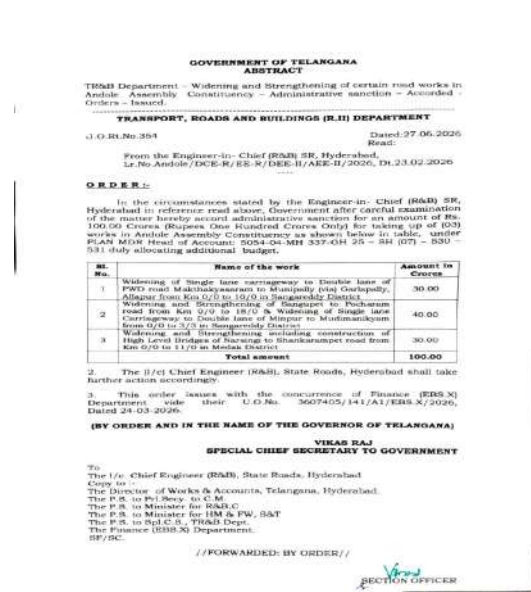 GOVERNMENT OF TELANGANA
ABSTRACT
TR&B Department - Widening and Strengthening of certain road works in
Andole Assembly Constituency - Administrative sanction - Accorded -
Orders - Issued.
TRANSPORT, ROADS AND BUILDINGS (R.II) DEPARTMENT
.O.Rt.No.364
Dated:27.06.2026
Read:
From the Engineer-in- Chief (R&B) SR, Hyderabad,
Lr.No.Andole/DCE-R/EE-R/DEE-II/AEE-II/2026, Dt.23.02.2026
----
O R D E R :-
In the circumstances stated by the Engineer-in- Chief (R&B) SR,
Hyderabad in reference read above, Government after careful examination
of the matter hereby accord administrative sanction for an amount of Rs.
100.00 Crores (Rupees One Hundred Crores Only) for taking up of (03)
works in Andole Assembly Constituency as shown below in table, under
PLAN MDR Head of Account: 5054-04-MH 337-GH 25 - SH (07) - 530 -
531 duly allocating additional budget.
Sl. No. Name of the work Amount in Crores
1 Widening of Single lane carriageway to Double lane of
PWD road Makthakyasaram to Munipally (via) Garlapally,
Allapur from Km 0/0 to 10/0 in Sangareddy District 30.00
2 Widening and Strengthening of Sangupet to Pocharam
road from Km 0/0 to 18/0 & Widening of Single lane
Carriageway to Double lane of Minpur to Mudimanikyam
from 0/0 to 3/5 in Sangareddy District 40.00
3 Widening and Strengthening including construction of
High Level Bridges of Narsingi to Shankarampet road from
Km 0/0 to 11/0 in Medak District 30.00
Total amount 100.00
2. The (I/c) Chief Engineer (R&B), State Roads, Hyderabad shall take
further action accordingly.
3. This order issues with the concurrence of Finance (EBS.X)
Department vide their U.O.No. 3607405/141/A1/EBS.X/2026,
Dated 24-03-2026.
(BY ORDER AND IN THE NAME OF THE GOVERNOR OF TELANGANA)
VIKAS RAJ
SPECIAL CHIEF SECRETARY TO GOVERNMENT
To
The I/c. Chief Engineer (R&B), State Roads, Hyderabad
Copy to :-
The Director of Works & Accounts, Telangana, Hyderabad.
The P.S. to Prl.Secy. to C.M.
The P.S. to Minister for R&B,C
The P.S. to Minister for HM & FW, S&T
The P.S. to Spl.C.S., TR&B Dept.
The Finance (EBS.X) Department.
SF/SC.
//FORWARDED: BY ORDER//
SECTION OFFICER